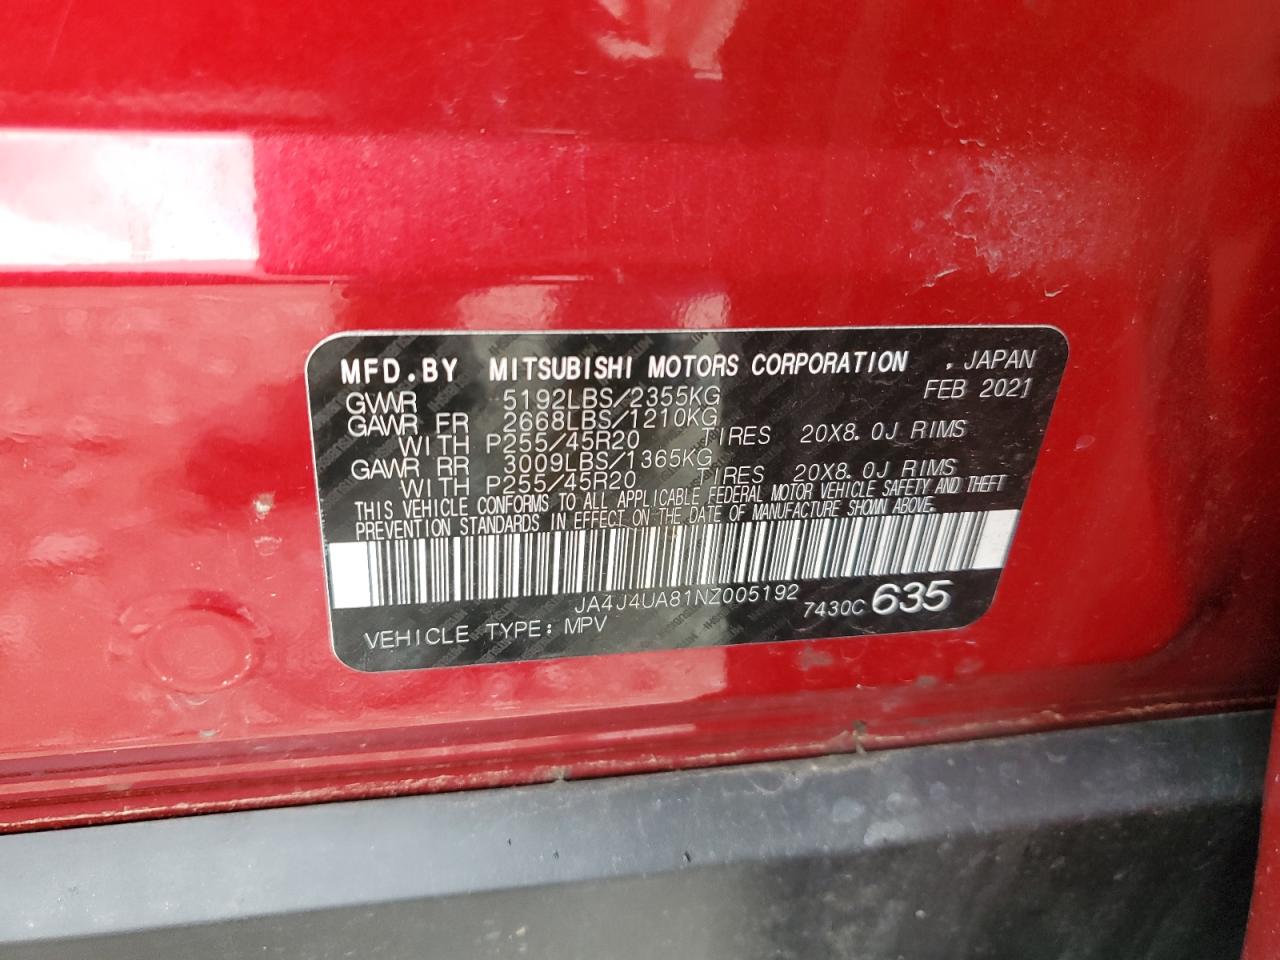 MFD.BY MITSUBISHI MOTORS CORPORATION , JAPAN
GVWR 5192LBS/2355KG FEB 2021
GAWR FR 2668LBS/1210KG
WITH P255/45R20 TIRES 20X8.0J RIMS
GAWR RR 3009LBS/1365KG
WITH P255/45R20 TIRES 20X8.0J RIMS
THIS VEHICLE CONFORMS TO ALL APPLICABLE FEDERAL MOTOR VEHICLE SAFETY AND THEFT
PREVENTION STANDARDS IN EFFECT ON THE DATE OF MANUFACTURE SHOWN ABOVE.
JA4J4UA81NZ005192
7430C 635
VEHICLE TYPE: MPV